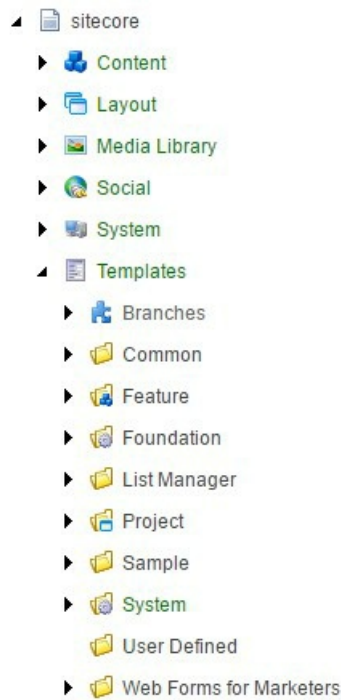 sitecore
Content
Layout
Media Library
Social
System
Templates
Branches
Common
Feature
Foundation
List Manager
Project
Sample
System
User Defined
Web Forms for Marketers